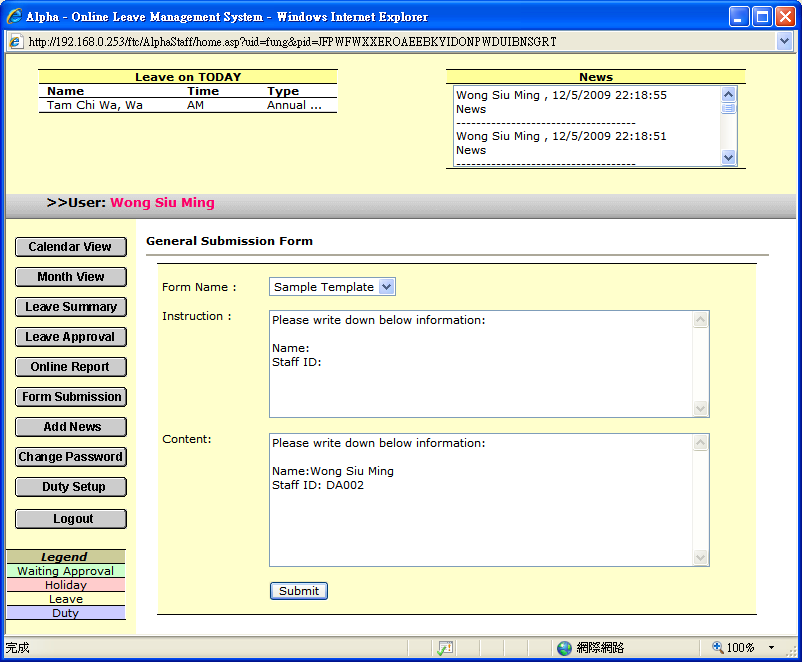 Alpha - Online Leave Management System - Windows Internet Explorer
http://192.168.0.253/ftc/AlphaStaff/home.asp?uid=fung&pid=JFPWFWXXEROAEEBKYIDONPWDUIBNSGRT
Leave on TODAY
Name Time Type
Tam Chi Wa, Wa AM Annual ...
News
Wong Siu Ming , 12/5/2009 22:18:55
News
------------------------------------
Wong Siu Ming , 12/5/2009 22:18:51
News
------------------------------------
>>User: Wong Siu Ming
Calendar View
Month View
Leave Summary
Leave Approval
Online Report
Form Submission
Add News
Change Password
Duty Setup
Logout
Legend
Waiting Approval
Holiday
Leave
Duty
General Submission Form
Form Name : Sample Template
Instruction :
Please write down below information:
Name:
Staff ID:
Content:
Please write down below information:
Name:Wong Siu Ming
Staff ID: DA002
Submit
完成
網際網路
100%